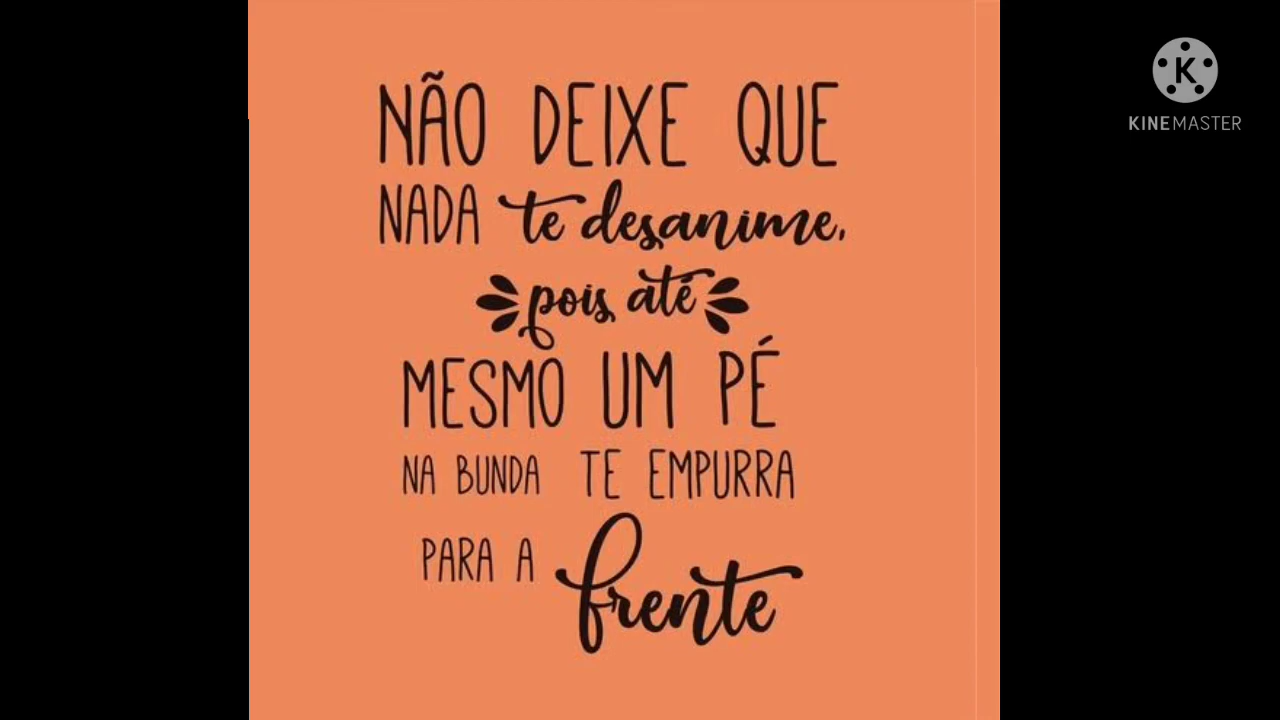 NÃO DEIXE QUE
NADA te desanime,
pois até
MESMO UM PÉ
NA BUNDA TE EMPURRA
PARA A frente
K
KINEMASTER